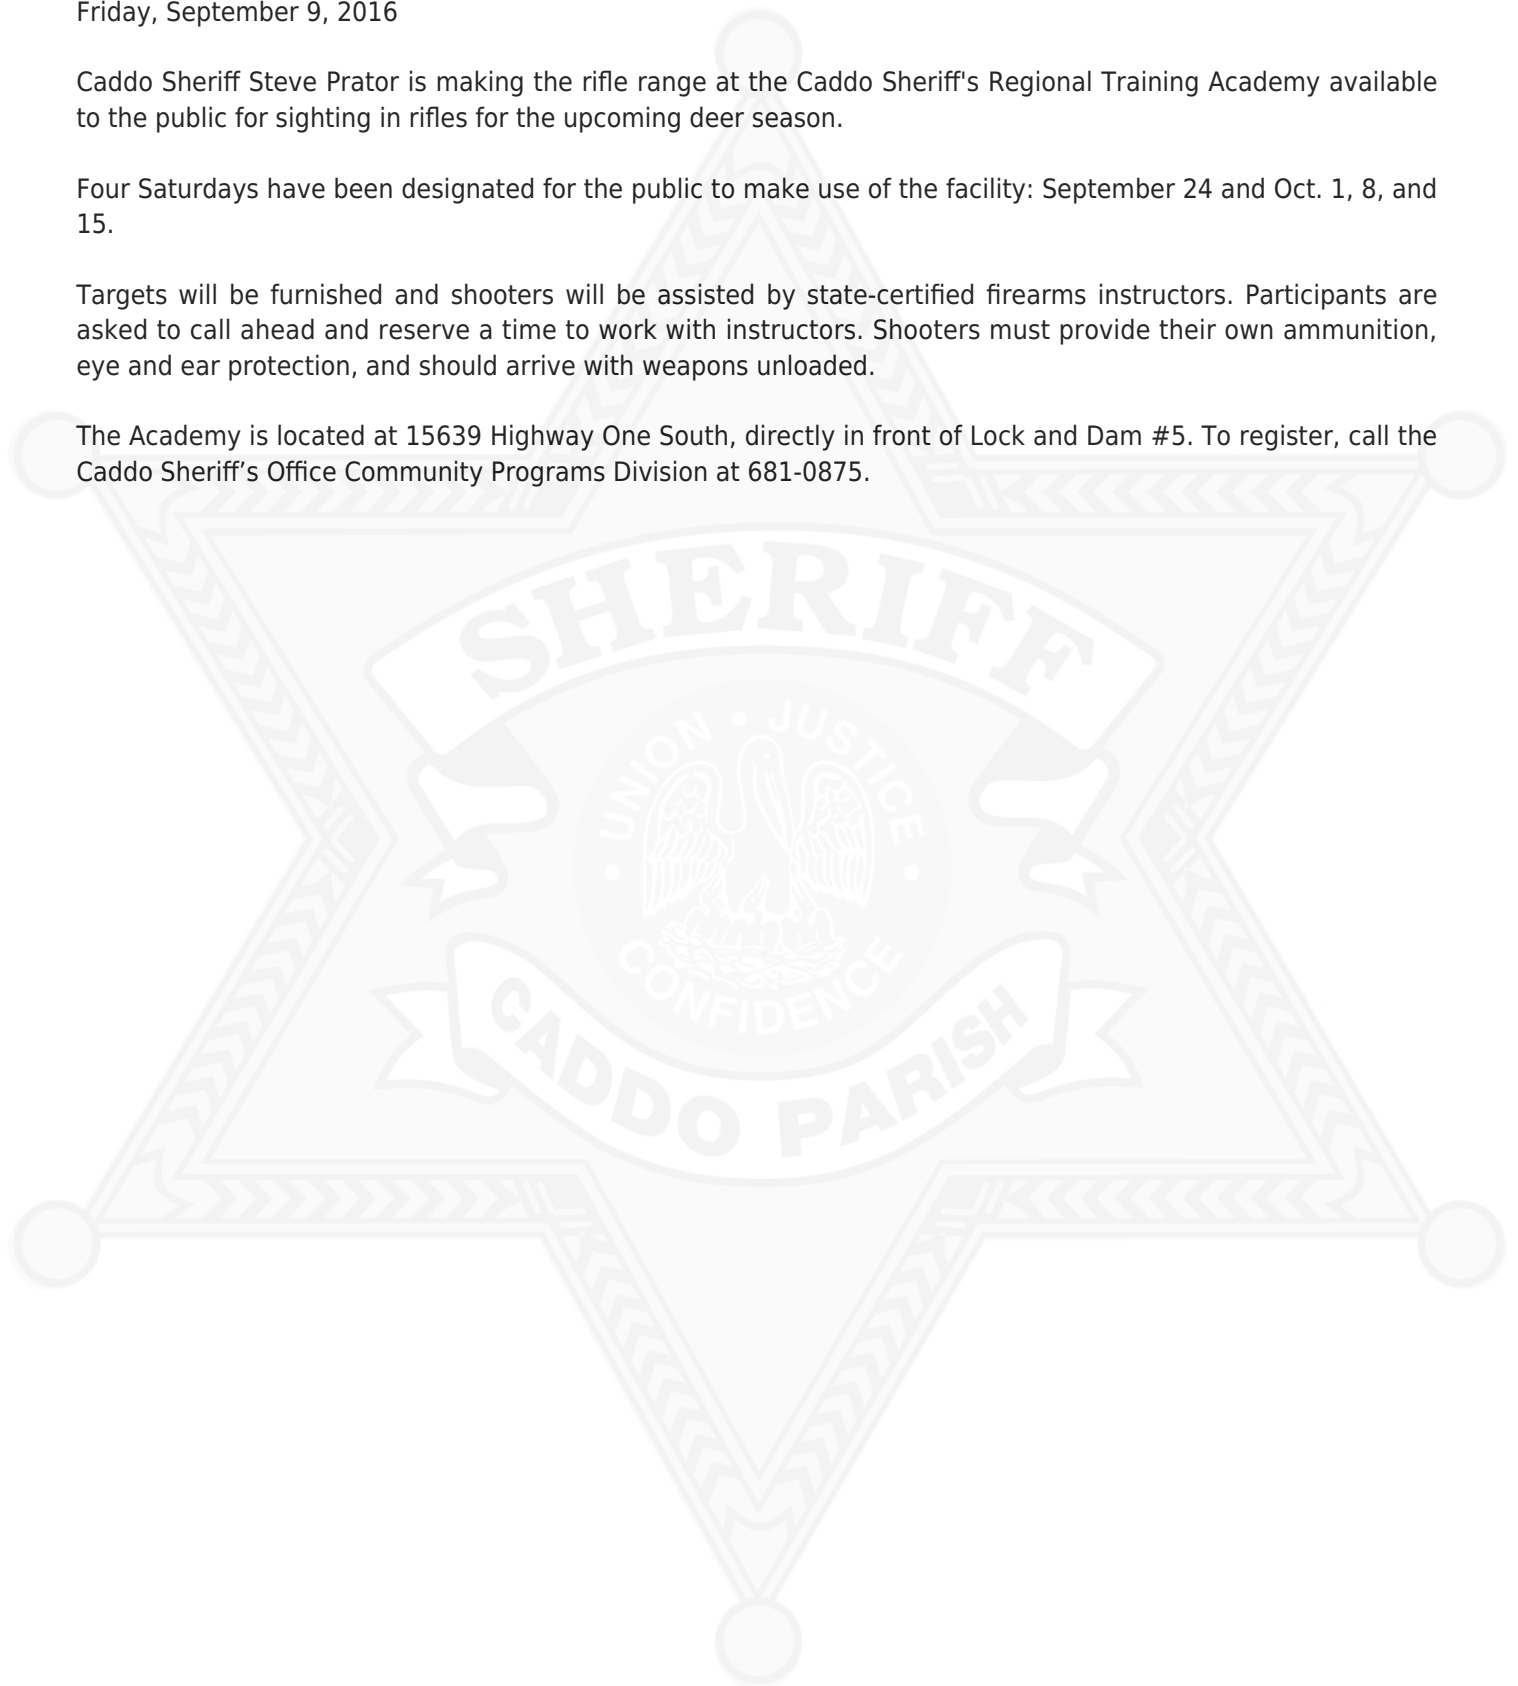 Friday, September 9, 2016
Caddo Sheriff Steve Prator is making the rifle range at the Caddo Sheriff's Regional Training Academy available
to the public for sighting in rifles for the upcoming deer season.
Four Saturdays have been designated for the public to make use of the facility: September 24 and Oct. 1, 8, and
15.
Targets will be furnished and shooters will be assisted by state-certified firearms instructors. Participants are
asked to call ahead and reserve a time to work with instructors. Shooters must provide their own ammunition,
eye and ear protection, and should arrive with weapons unloaded.
The Academy is located at 15639 Highway One South, directly in front of Lock and Dam #5. To register, call the
Caddo Sheriff’s Office Community Programs Division at 681-0875.
SHERIFF
UNION • JUSTICE
• CONFIDENCE •
CADDO PARISH